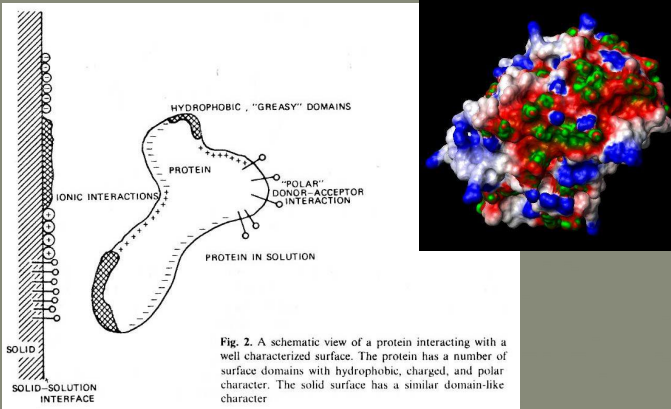 HYDROPHOBIC , "GREASY" DOMAINS
PROTEIN
IONIC INTERACTIONS
"POLAR"
DONOR-ACCEPTOR
INTERACTION
PROTEIN IN SOLUTION
SOLID
SOLID-SOLUTION
INTERFACE
Fig. 2. A schematic view of a protein interacting with a
well characterized surface. The protein has a number of
surface domains with hydrophobic, charged, and polar
character. The solid surface has a similar domain-like
character